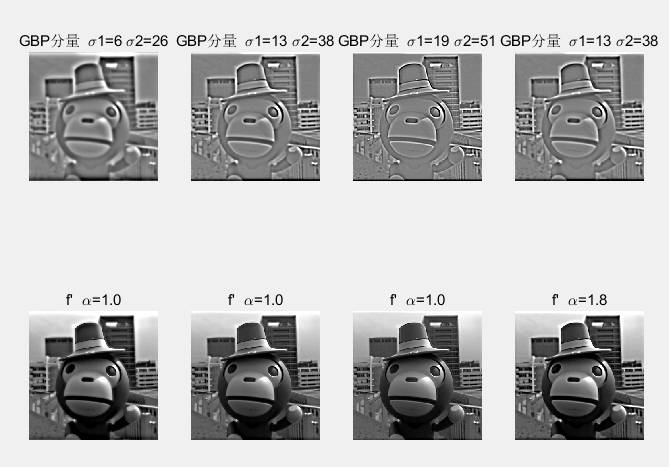 GBP分量 σ1=6 σ2=26
GBP分量 σ1=13 σ2=38
GBP分量 σ1=19 σ2=51
GBP分量 σ1=13 σ2=38
f' α=1.0
f' α=1.0
f' α=1.0
f' α=1.8